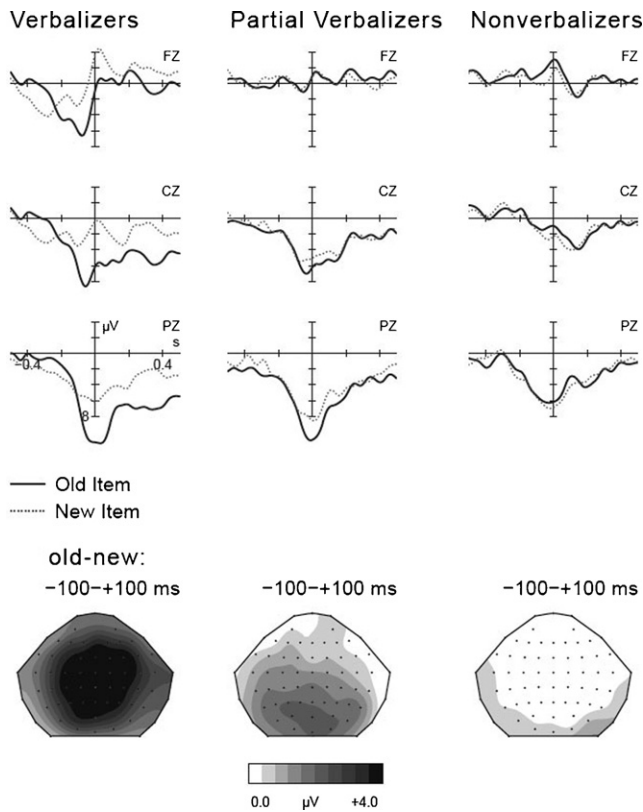 Verbalizers Partial Verbalizers Nonverbalizers
FZ FZ FZ
CZ CZ CZ
µV PZ PZ PZ
s
−0.4 0.4
8
Old Item
New Item
old-new:
−100−+100 ms −100−+100 ms −100−+100 ms
0.0 µV +4.0